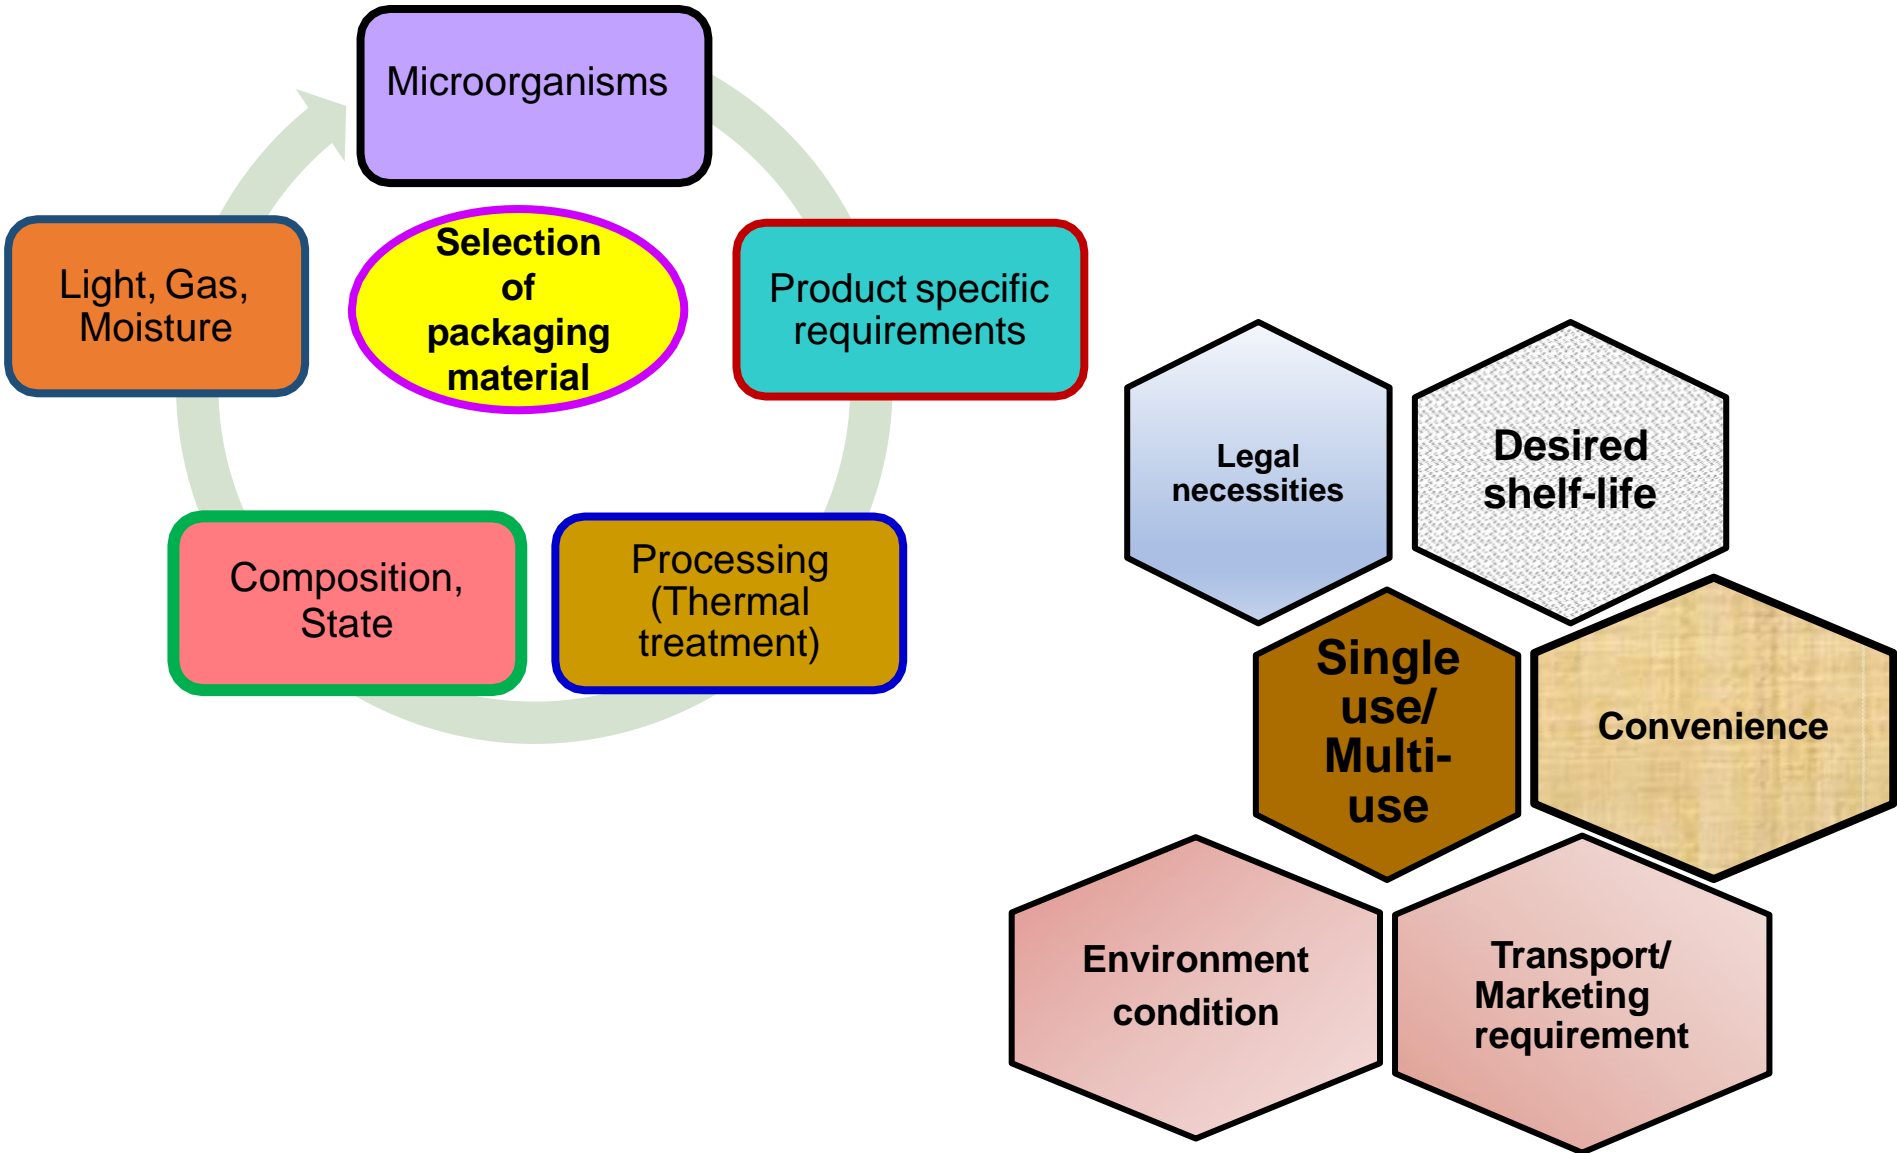 Microorganisms
Selection
of
packaging
material
Light, Gas,
Moisture
Product specific
requirements
Composition,
State
Processing
(Thermal
treatment)
Legal
necessities
Desired
shelf-life
Single
use/
Multi-
use
Convenience
Environment
condition
Transport/
Marketing
requirement